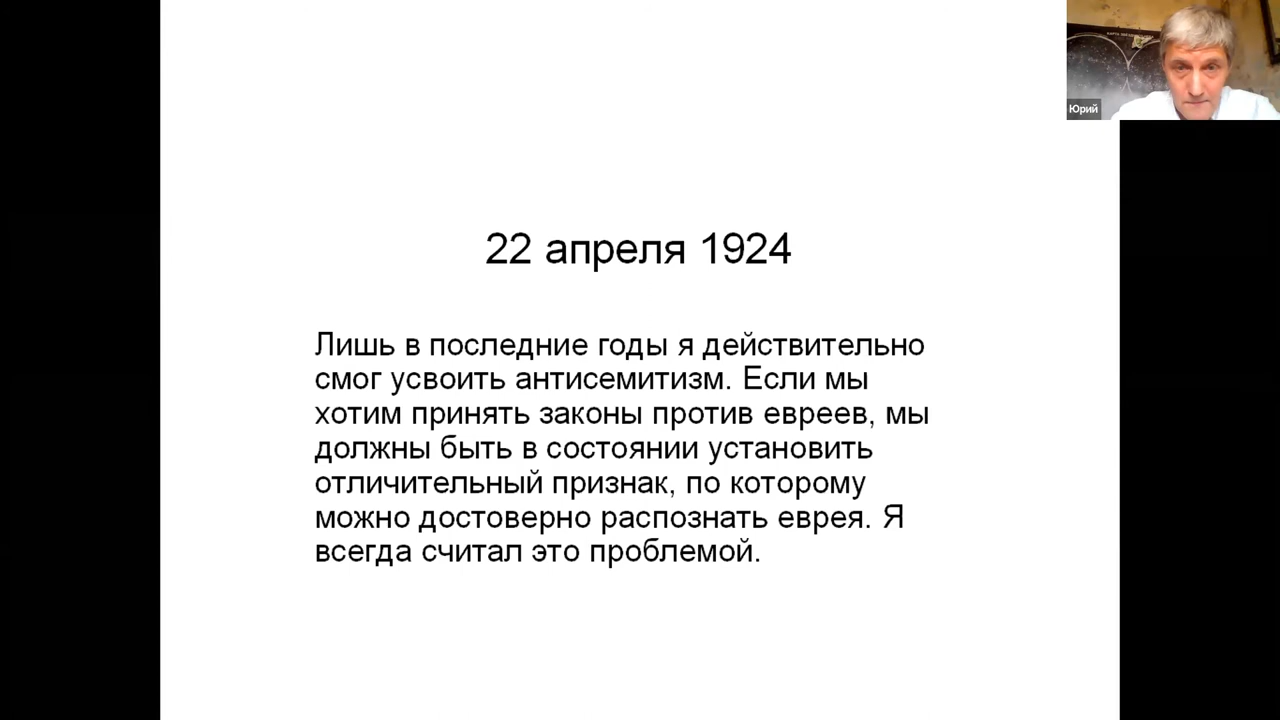 Юрий
22 апреля 1924
Лишь в последние годы я действительно
смог усвоить антисемитизм. Если мы
хотим принять законы против евреев, мы
должны быть в состоянии установить
отличительный признак, по которому
можно достоверно распознать еврея. Я
всегда считал это проблемой.